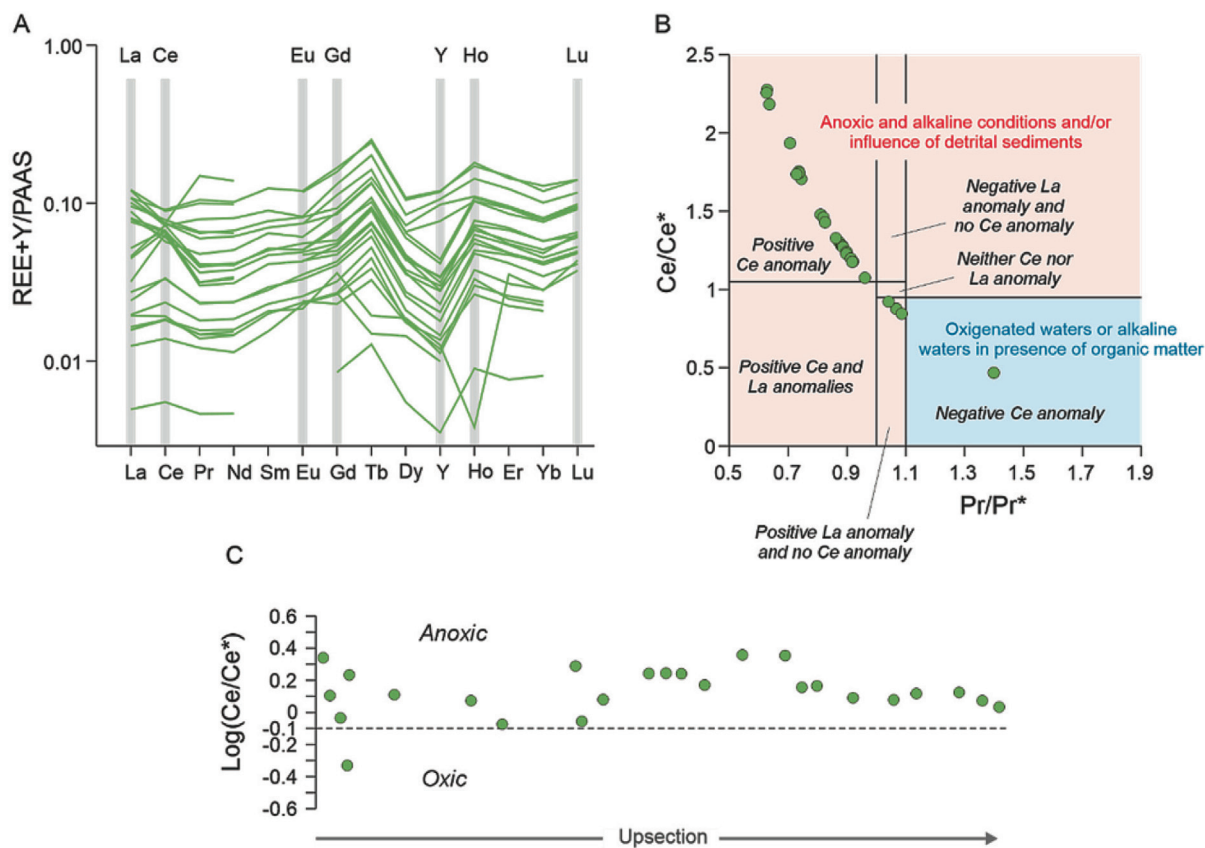 A
1.00
0.10
0.01
REE+Y/PAAS
La Ce Eu Gd Y Ho Lu
La Ce Pr Nd Sm Eu Gd Tb Dy Y Ho Er Yb Lu
B
2.5
2
1.5
1
0.5
0
Ce/Ce*
Anoxic and alkaline conditions and/or
influence of detrital sediments
Negative La
anomaly and
no Ce anomaly
Positive
Ce anomaly
Neither Ce nor
La anomaly
Oxigenated waters or alkaline
waters in presence of organic matter
Positive Ce and
La anomalies
Negative Ce anomaly
0.5 0.7 0.9 1.1 1.3 1.5 1.7 1.9
Pr/Pr*
Positive La anomaly
and no Ce anomaly
C
0.6
0.4
0.2
0
-0.1
-0.2
-0.4
-0.6
Log(Ce/Ce*)
Anoxic
Oxic
Upsection